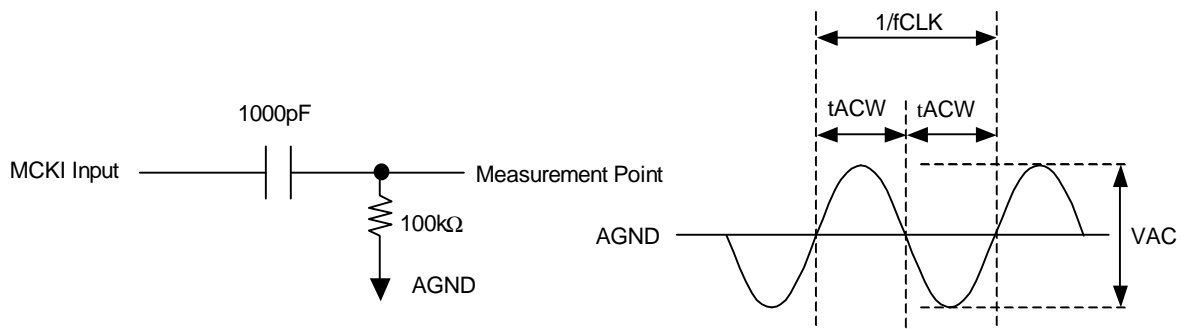 1000pF
MCKI Input
Measurement Point
100kΩ
AGND
1/fCLK
tACW
tACW
AGND
VAC